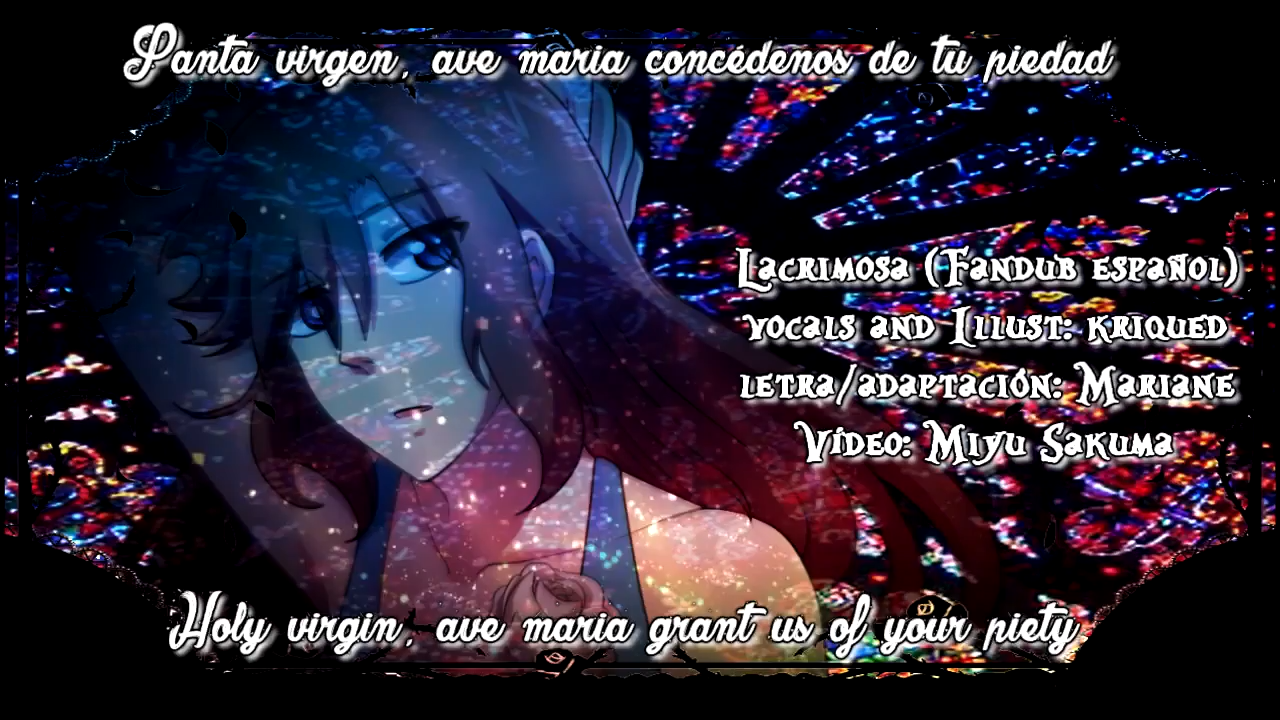 Santa virgen, ave maria concédenos de tu piedad
Lacrimosa (Fandub español)
vocals and Illust: kriqued
letra/adaptación: Mariane
Vídeo: Miyu Sakuma
Holy virgin, ave maria grant us of your piety